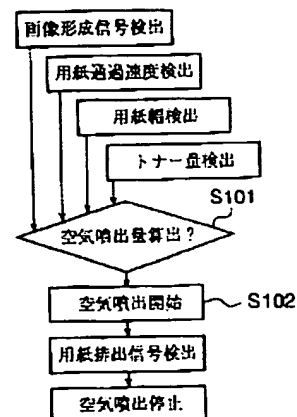 画像形成信号検出
用紙通過速度検出
用紙幅検出
トナー量検出
S101
空気噴出量算出?
空気噴出開始
S102
用紙排出信号検出
空気噴出停止